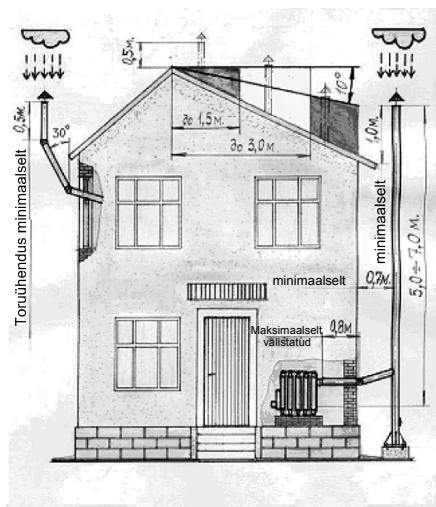 0,5м.
0,5м.
30°
10°
до 1,5м.
до 3,0м.
1,0м.
Toruühendus minimaalselt
minimaalselt
5,0÷7,0м.
0,7м.
minimaalselt
Maksimaalselt
välistatud
0,8м.